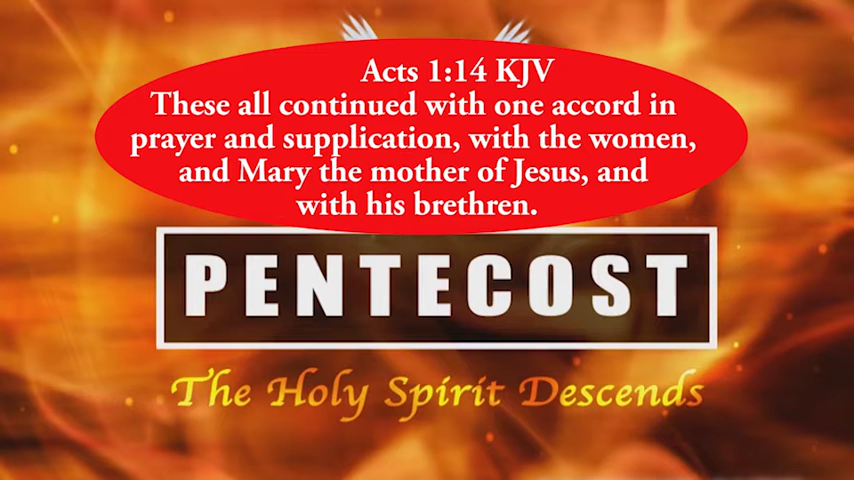 Acts 1:14 KJV
These all continued with one accord in
prayer and supplication, with the women,
and Mary the mother of Jesus, and
with his brethren.
PENTECOST
The Holy Spirit Descends